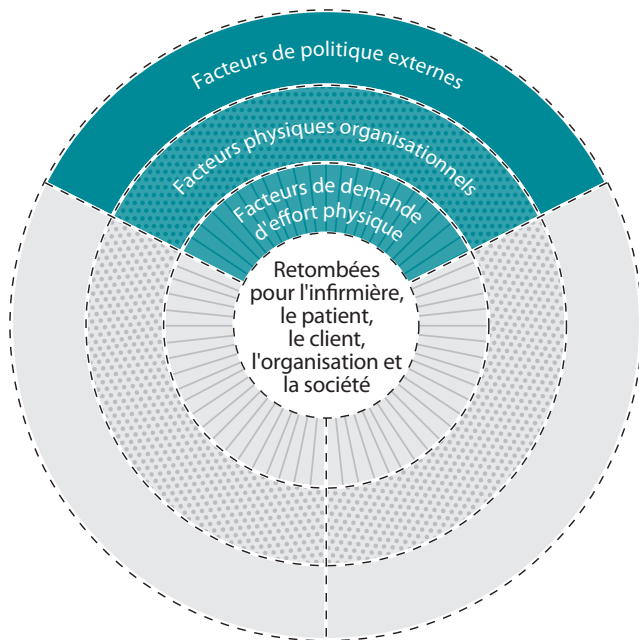 Facteurs de politique externes
Facteurs physiques organisationnels
Facteurs de demande
d'effort physique
Retombées
pour l'infirmière,
le patient,
le client,
l'organisation et
la société